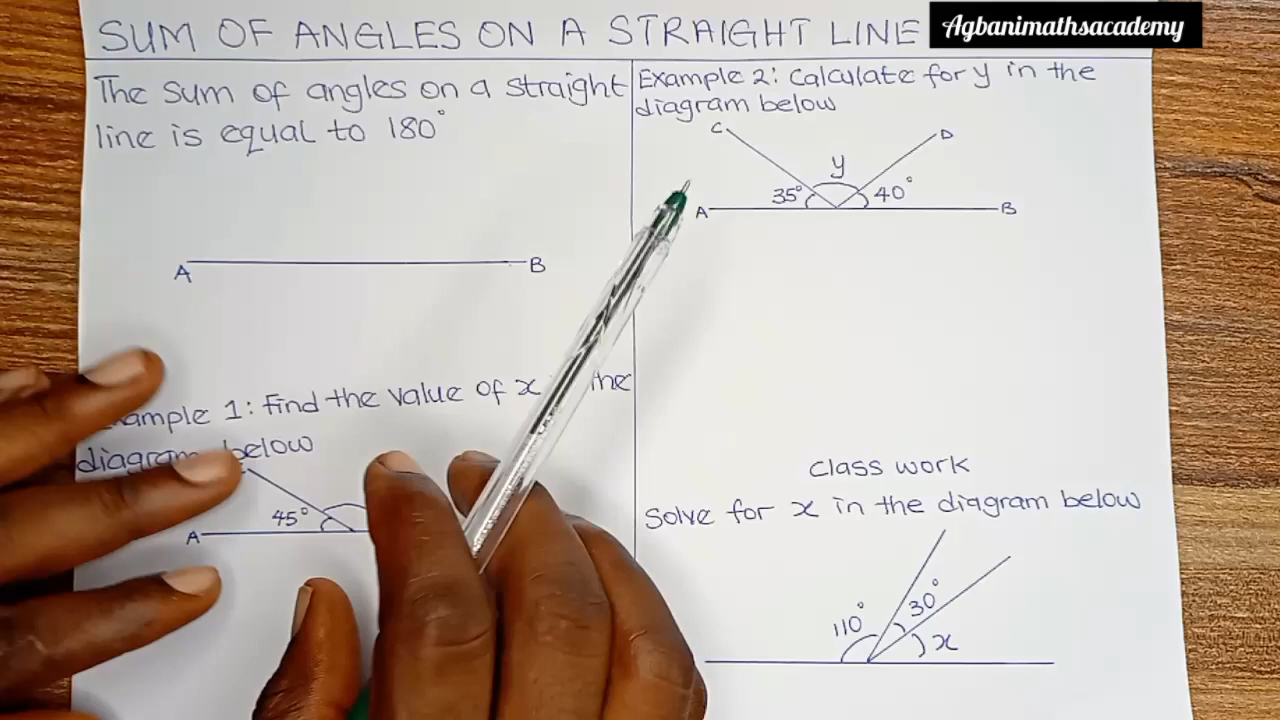 SUM OF ANGLES ON A STRAIGHT LINE
Agbanimathsacademy
The sum of angles on a straight
line is equal to 180°
A B
1: Find the value of x the
diagram below
45°
A
Example 2: Calculate for y in the
diagram below
C D
y
35° 40°
A B
Class work
Solve for x in the diagram below
110° 30°
x